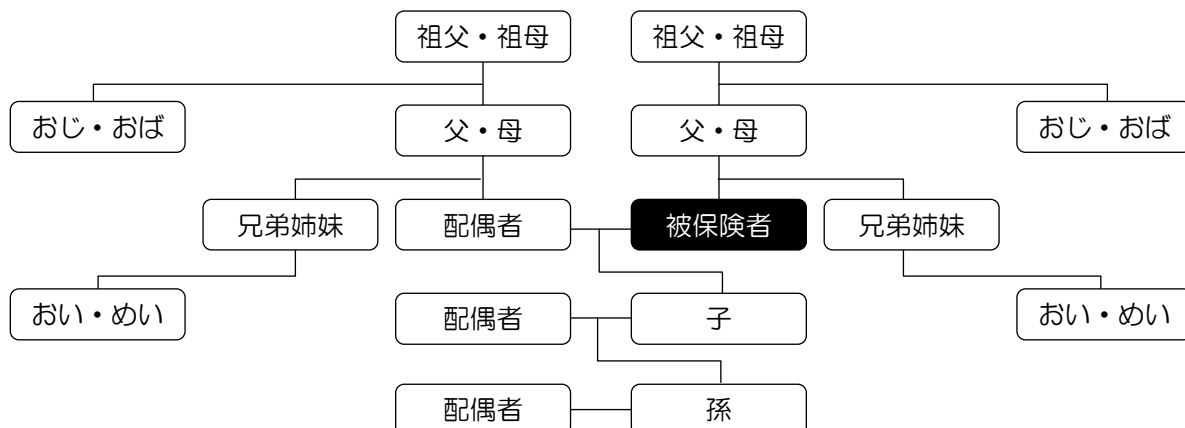 祖父・祖母
祖父・祖母
おじ・おば
父・母
父・母
おじ・おば
兄弟姉妹
配偶者
被保険者
兄弟姉妹
おい・めい
配偶者
子
おい・めい
配偶者
孫